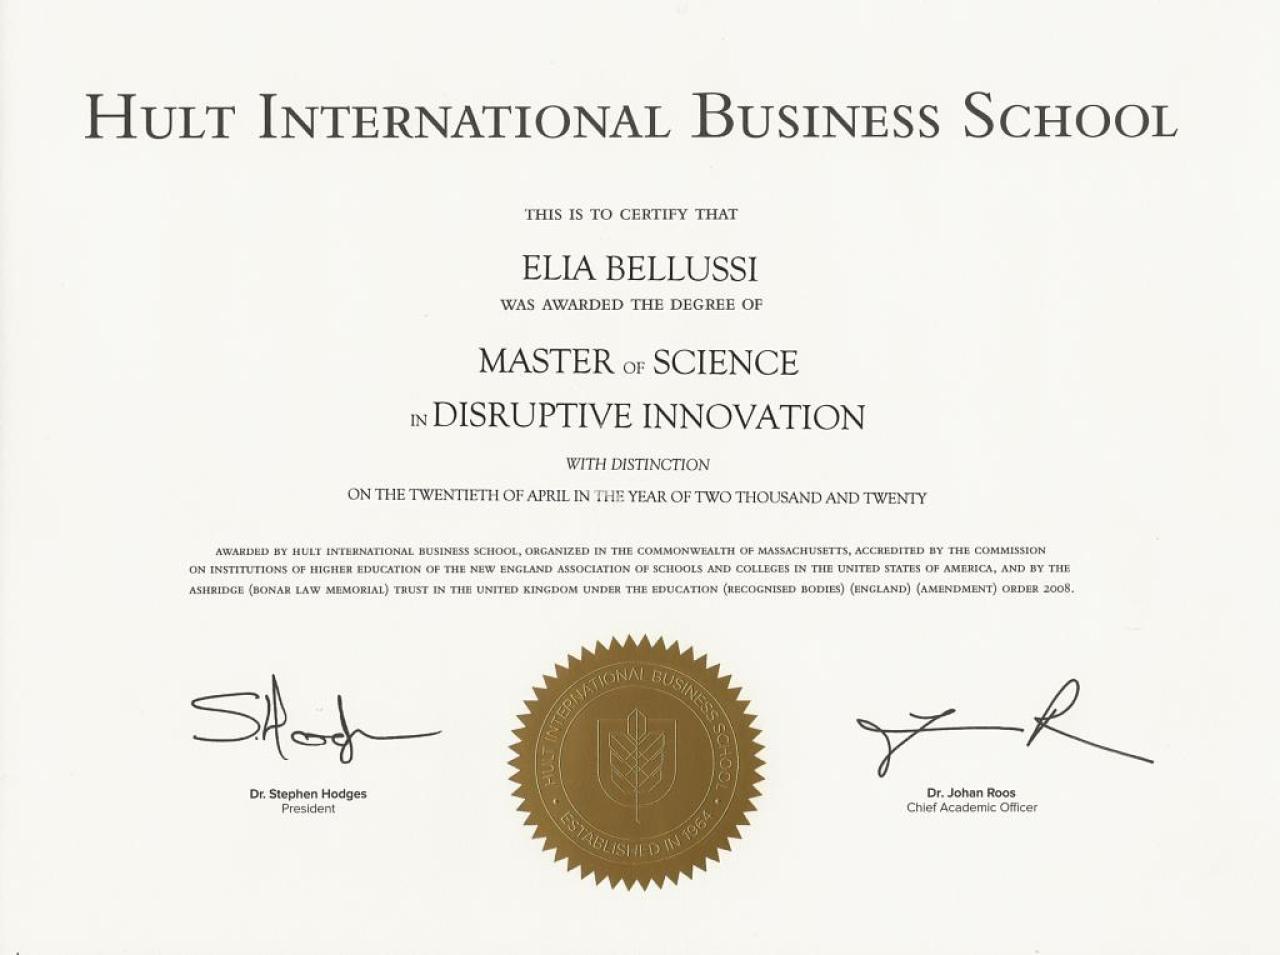 HULT INTERNATIONAL BUSINESS SCHOOL
THIS IS TO CERTIFY THAT
ELIA BELLUSSI
WAS AWARDED THE DEGREE OF
MASTER OF SCIENCE
IN DISRUPTIVE INNOVATION
WITH DISTINCTION
ON THE TWENTIETH OF APRIL IN THE YEAR OF TWO THOUSAND AND TWENTY
AWARDED BY HULT INTERNATIONAL BUSINESS SCHOOL, ORGANIZED IN THE COMMONWEALTH OF MASSACHUSETTS, ACCREDITED BY THE COMMISSION
ON INSTITUTIONS OF HIGHER EDUCATION OF THE NEW ENGLAND ASSOCIATION OF SCHOOLS AND COLLEGES IN THE UNITED STATES OF AMERICA, AND BY THE
ASHRIDGE (BONAR LAW MEMORIAL) TRUST IN THE UNITED KINGDOM UNDER THE EDUCATION (RECOGNISED BODIES) (ENGLAND) (AMENDMENT) ORDER 2008.
HULT INTERNATIONAL BUSINESS SCHOOL
• ESTABLISHED IN 1964 •
Dr. Stephen Hodges
President
Dr. Johan Roos
Chief Academic Officer